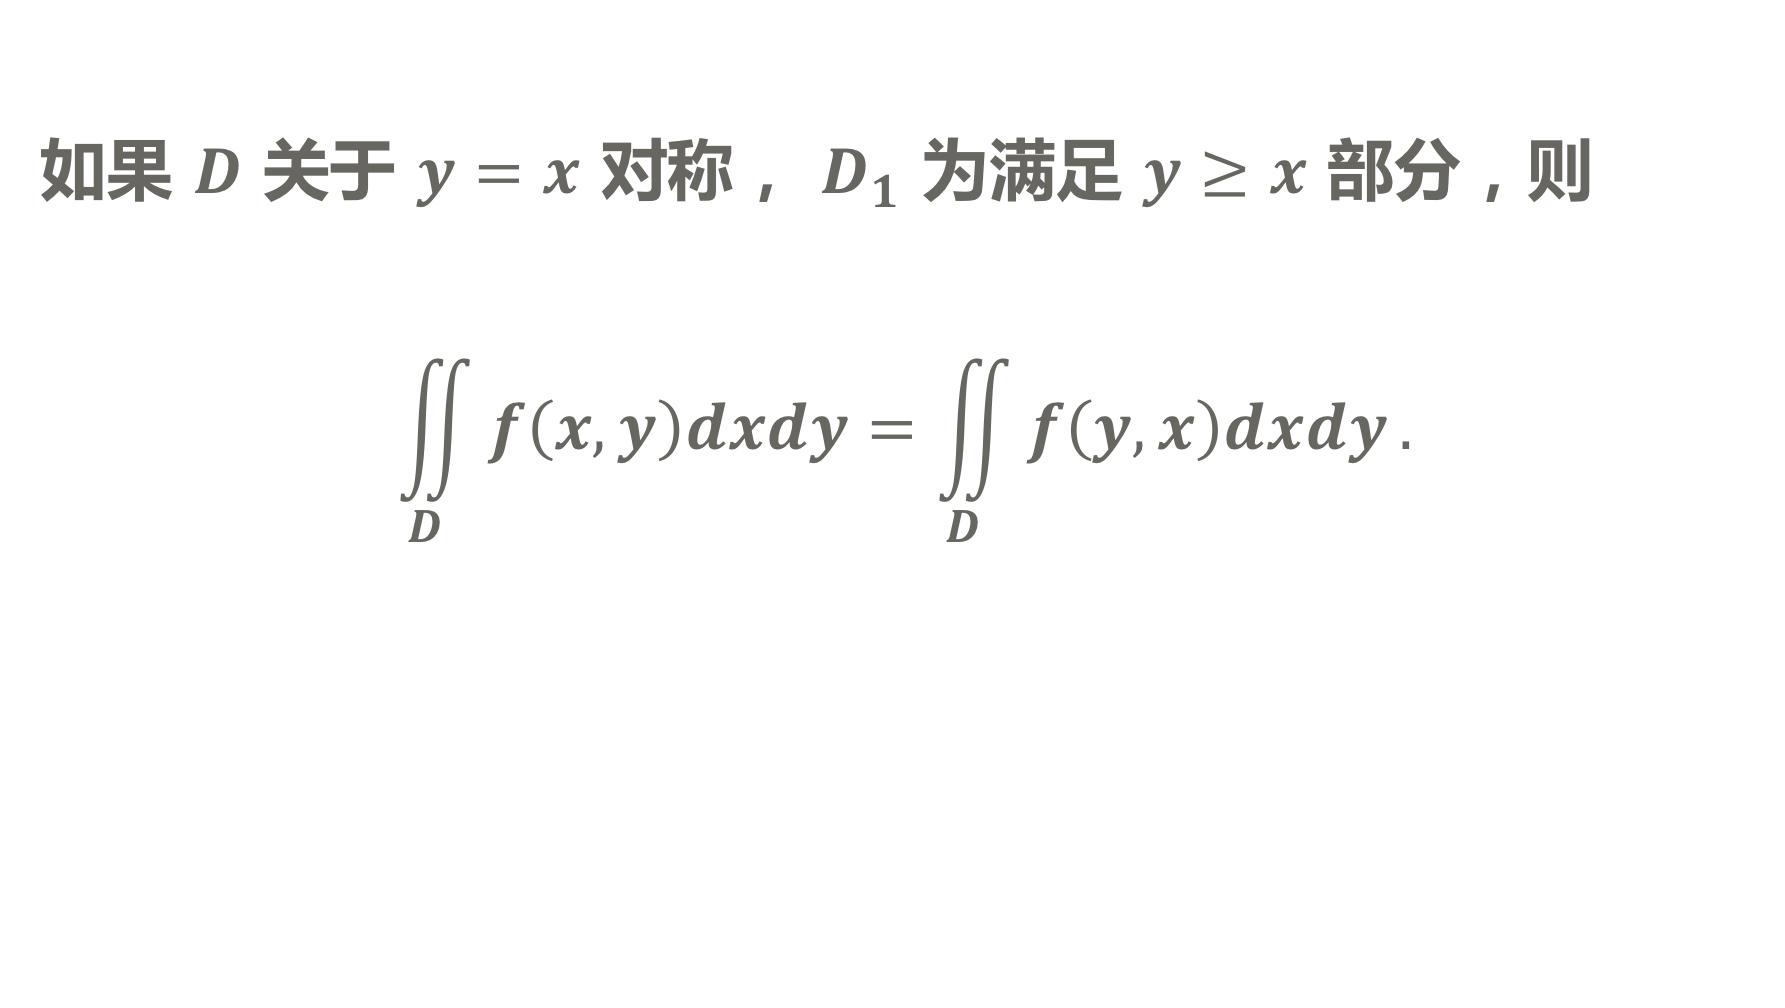 如果 D 关于 y = x 对称， D₁ 为满足 y ≥ x 部分，则
∬_D f(x, y)dxdy = ∬_D f(y, x)dxdy .